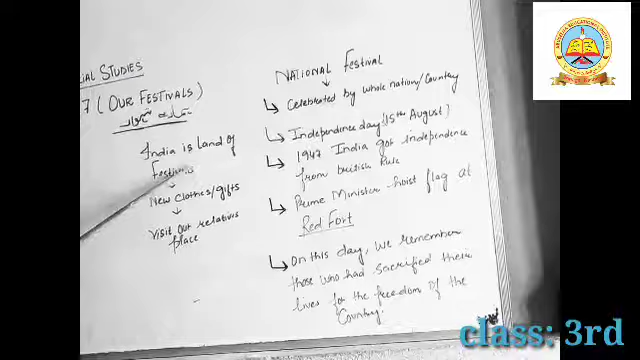 IAL STUDIES
7 (OUR FESTIVALS)
ہمارے تہوار
India is land of
New clothes/gifts
Visit our relatives
place
NATIONAL FESTIVAL
Celebrated by whole nation/Country
Independence day (15th August)
1947 India got independence
from british Rule
Prime Minister hoist flag at
Red Fort
On this day, we remember
those who had sacrificed their
lives for the freedom of the
Country.
class: 3rd